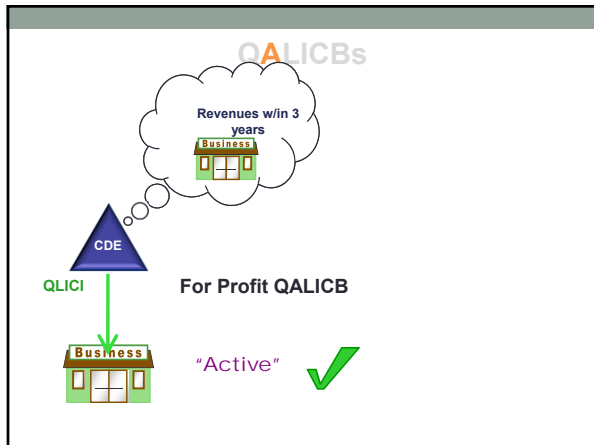 QALICBs
Revenues w/in 3
years
Business
CDE
QLICI
For Profit QALICB
Business
“Active”